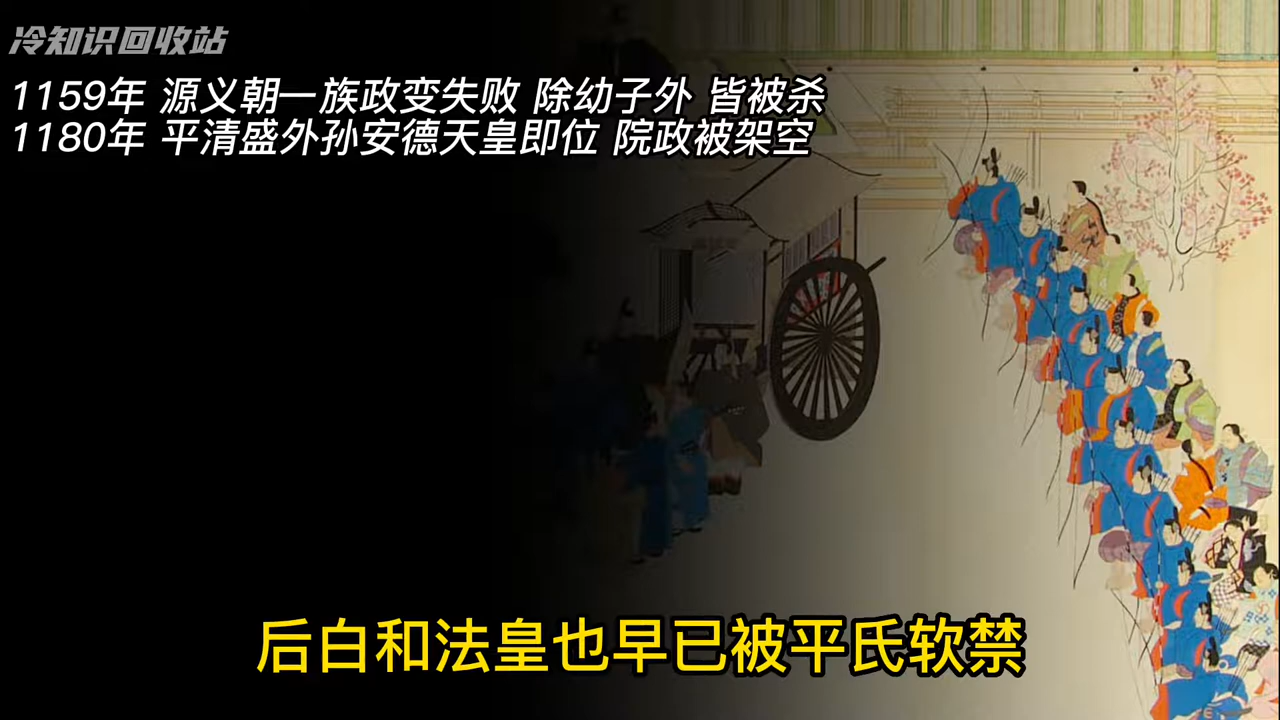 冷知识回收站
1159年 源义朝一族政变失败 除幼子外 皆被杀
1180年 平清盛外孙安德天皇即位 院政被架空
后白和法皇也早已被平氏软禁